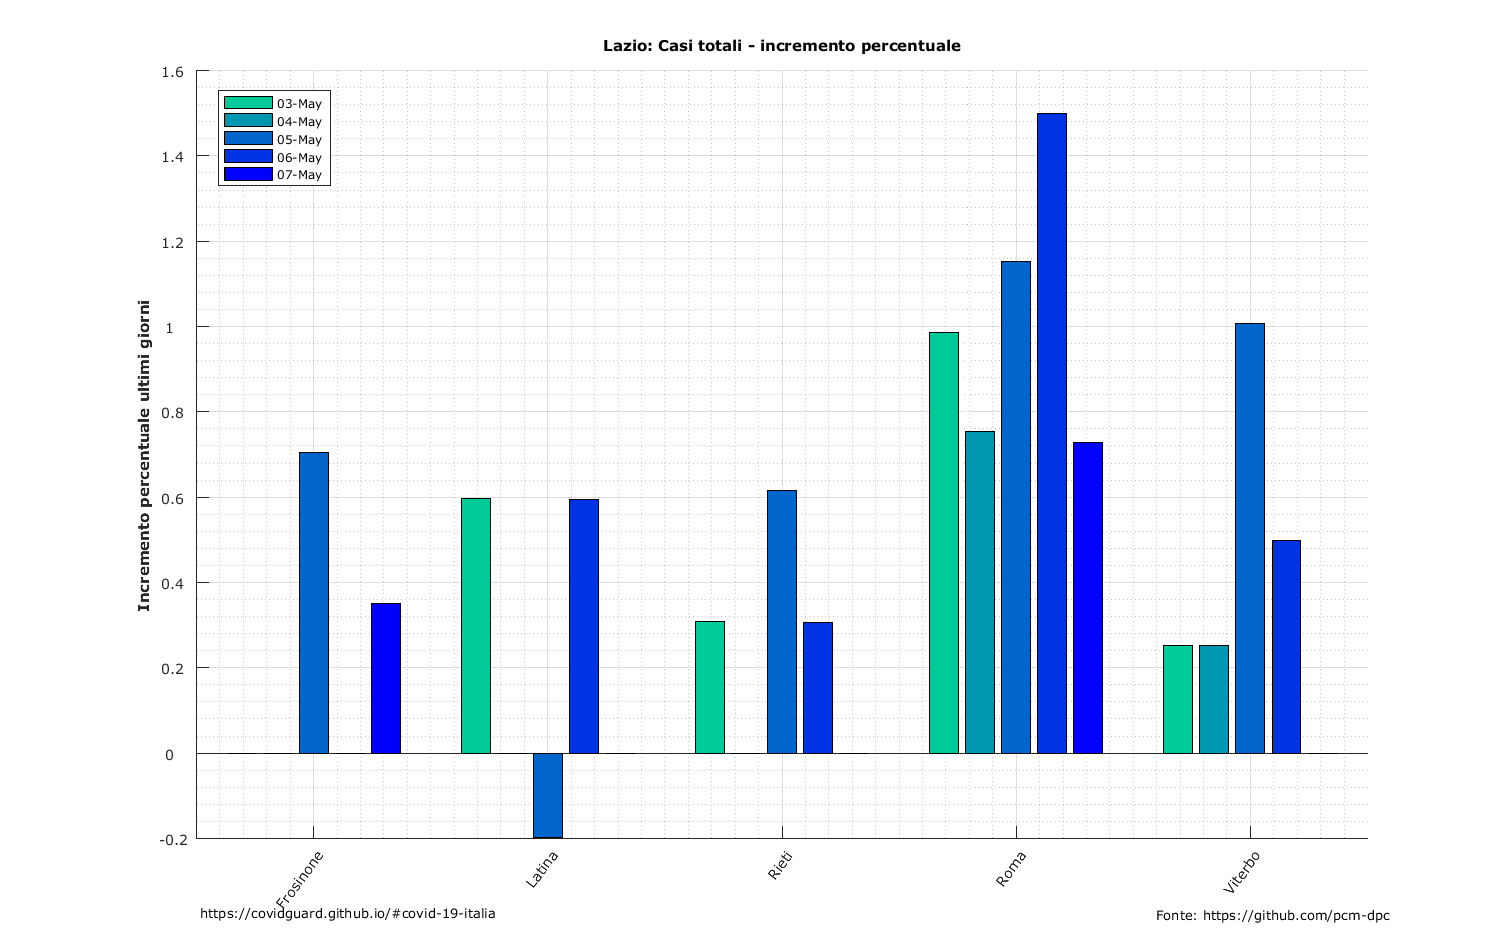 Lazio: Casi totali - incremento percentuale
1.6
1.4
1.2
1
0.8
0.6
0.4
0.2
0
-0.2
Incremento percentuale ultimi giorni
03-May
04-May
05-May
06-May
07-May
Frosinone
Latina
Rieti
Roma
Viterbo
https://covidguard.github.io/#covid-19-italia
Fonte: https://github.com/pcm-dpc